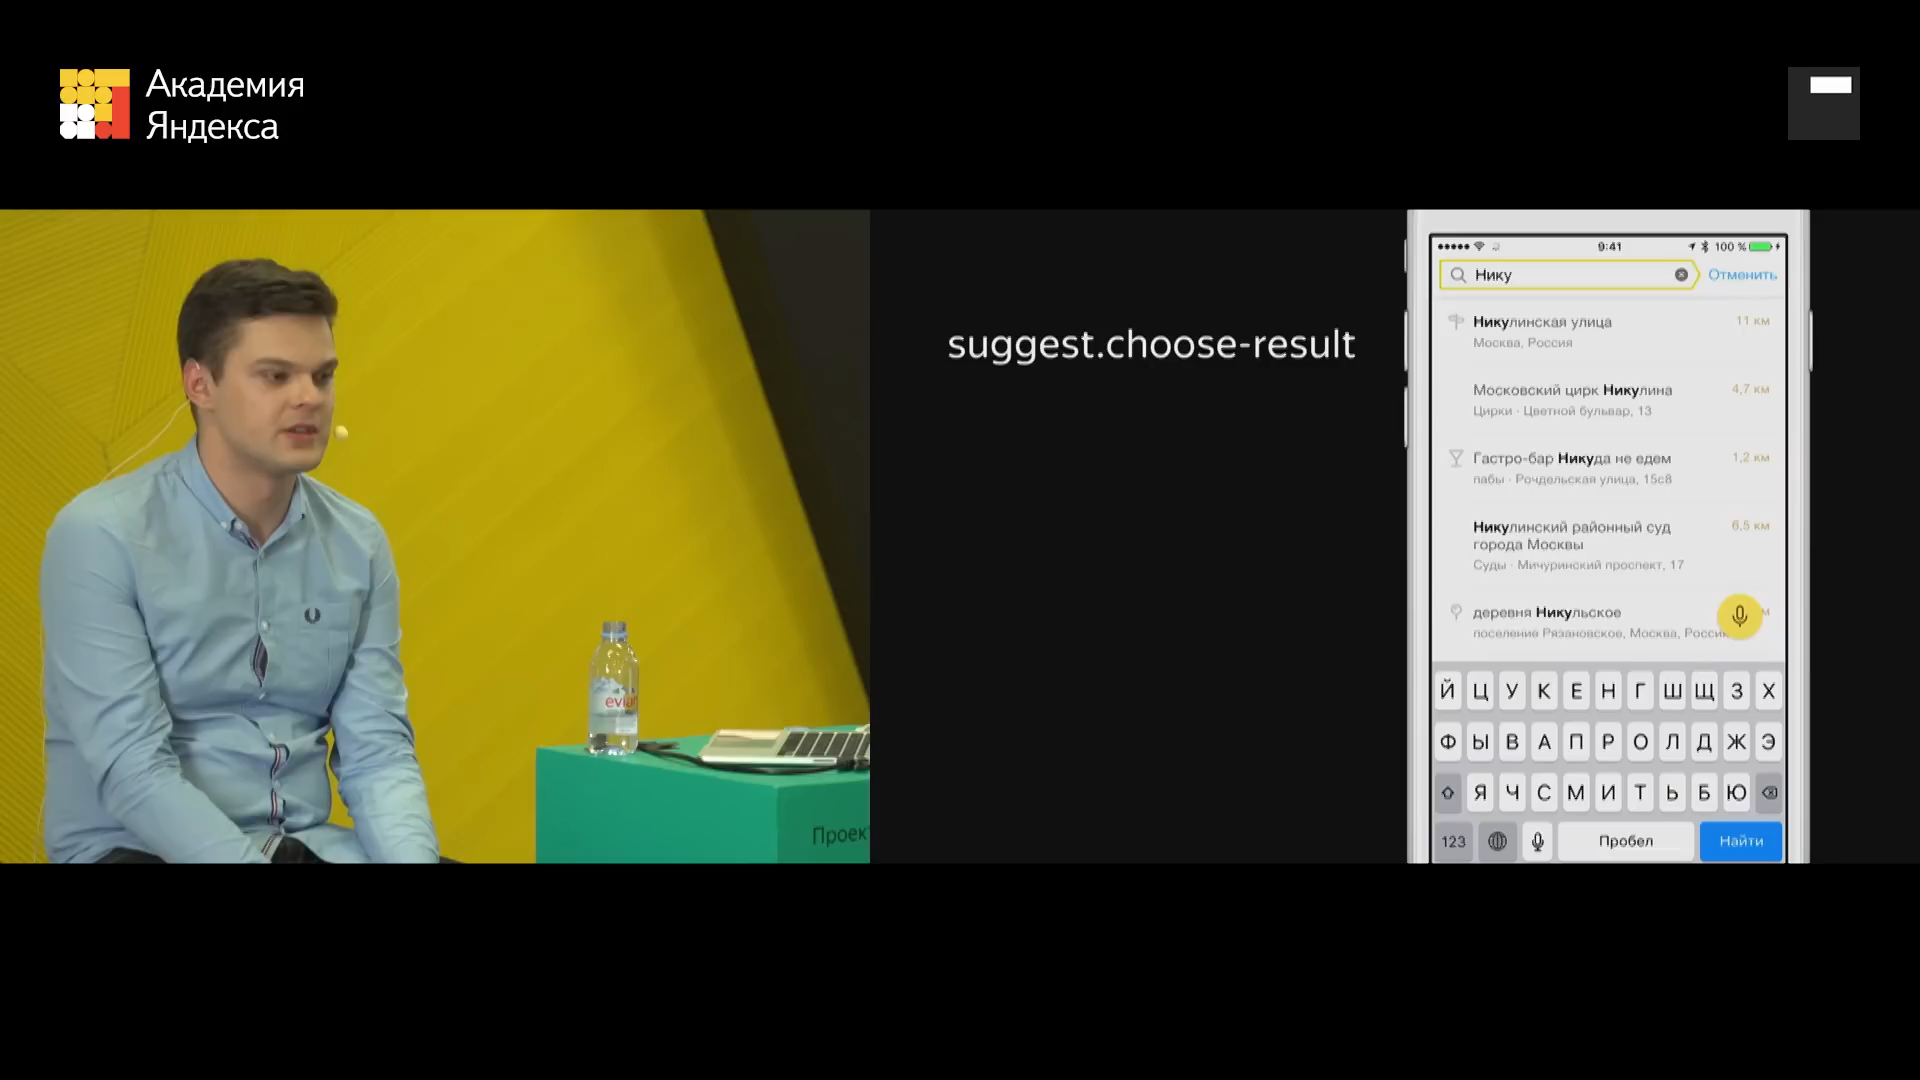 Академия
Яндекса
evian
Проек
suggest.choose-result
9:41
100 %
Нику
Отменить
Никулинская улица
11 км
Москва, Россия
Московский цирк Никулина
4,7 км
Цирки · Цветной бульвар, 13
Гастро-бар Никуда не едем
1,2 км
пабы · Рочдельская улица, 15с8
Никулинский районный суд
6,5 км
города Москвы
Суды · Мичуринский проспект, 17
деревня Никульское
м
поселение Рязановское, Москва, Россия
Й Ц У К Е Н Г Ш Щ З Х
Ф Ы В А П Р О Л Д Ж Э
Я Ч С М И Т Ь Б Ю
123
Пробел
Найти